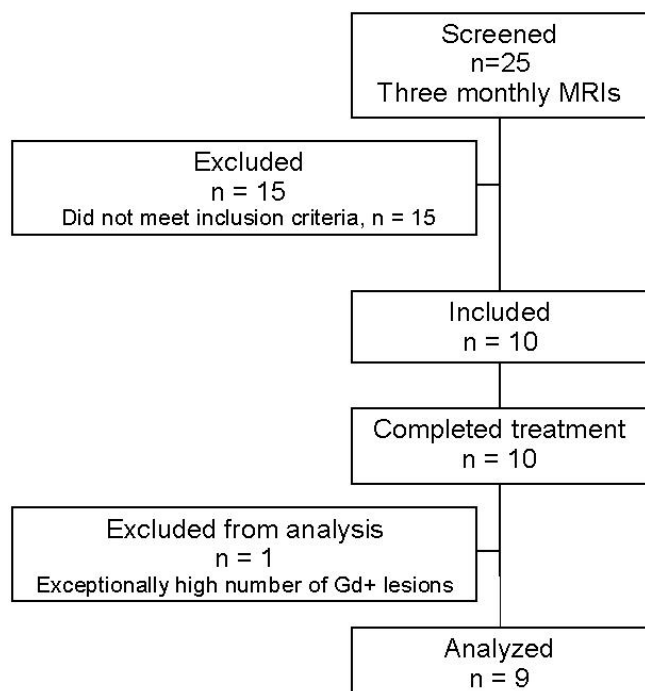 Screened
n=25
Three monthly MRIs
Excluded
n = 15
Did not meet inclusion criteria, n = 15
Included
n = 10
Completed treatment
n = 10
Excluded from analysis
n = 1
Exceptionally high number of Gd+ lesions
Analyzed
n = 9